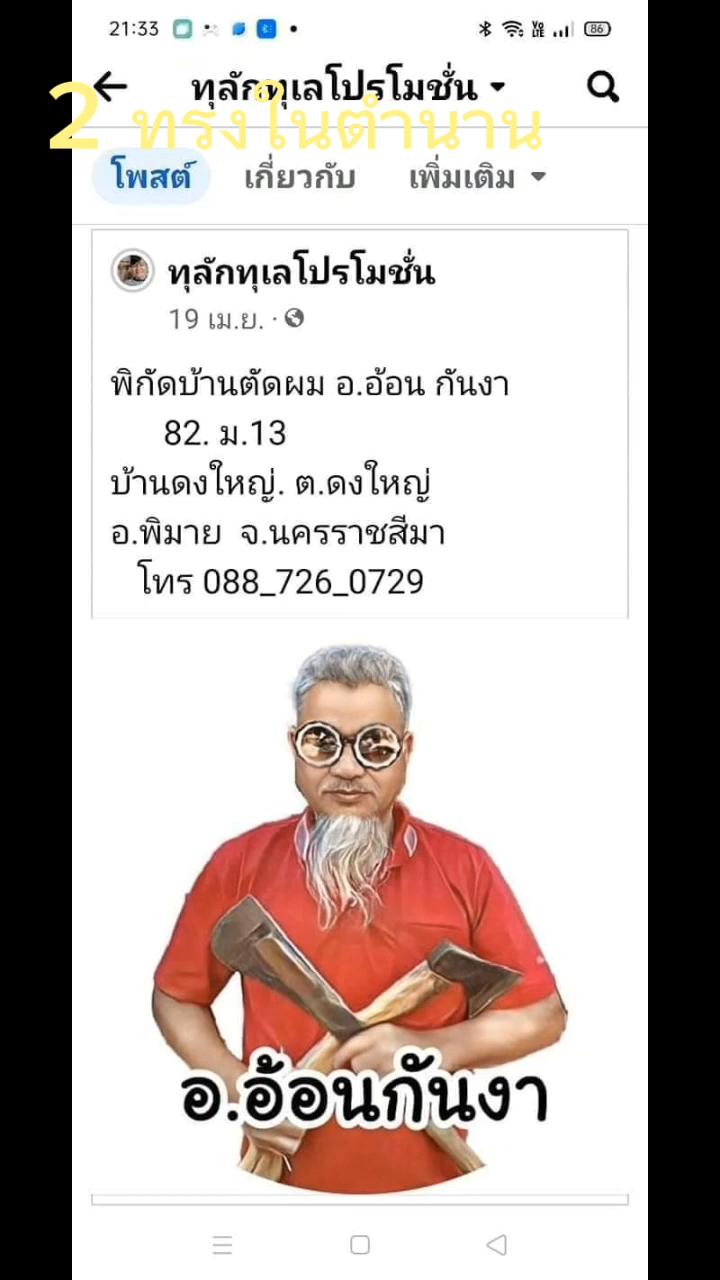 21:33
VO LTE
86
ทุลักทุเลโปรโมชั่น
2 ทรงในตำนาน
โพสต์ เกี่ยวกับ เพิ่มเติม
ทุลักทุเลโปรโมชั่น
19 เม.ย. ·
พิกัดบ้านตัดผม อ.อ้อน กันงา
82. ม.13
บ้านดงใหญ่. ต.ดงใหญ่
อ.พิมาย จ.นครราชสีมา
โทร 088_726_0729
อ.อ้อนกันงา